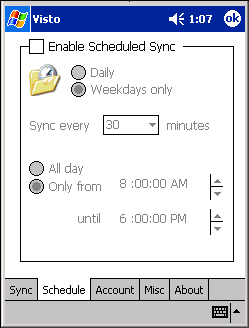 Visto 1:07 ok
Enable Scheduled Sync
Daily
Weekdays only
Sync every 30 minutes
All day
Only from 8 :00:00 AM
until 6 :00:00 PM
Sync Schedule Account Misc About